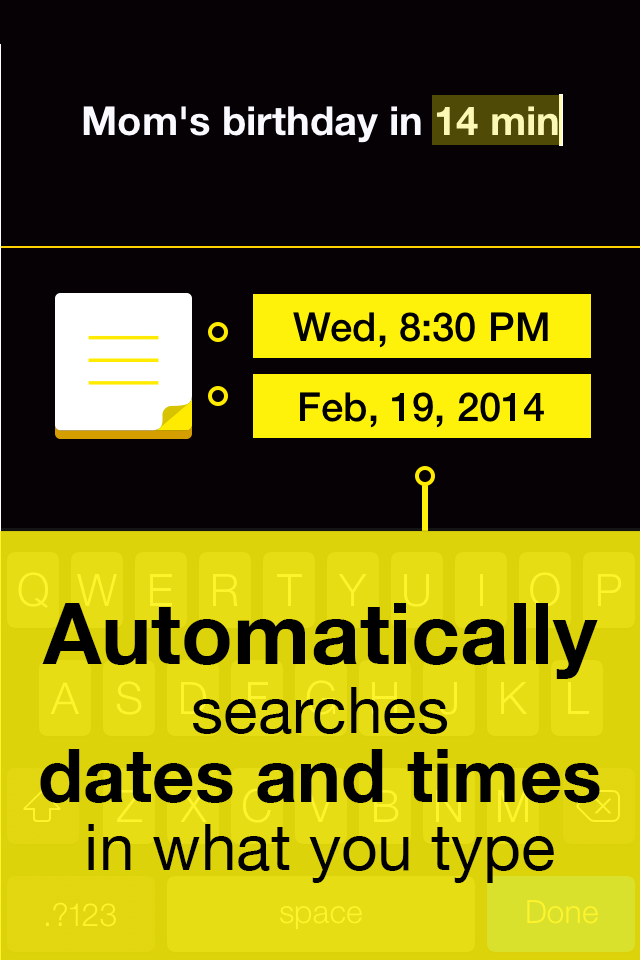 Mom's birthday in 14 min
Wed, 8:30 PM
Feb, 19, 2014
Q W E R T Y U I O P
Automatically
A S D F G H J K L
searches
dates and times
Z X C V B N M
in what you type
.?123 space Done